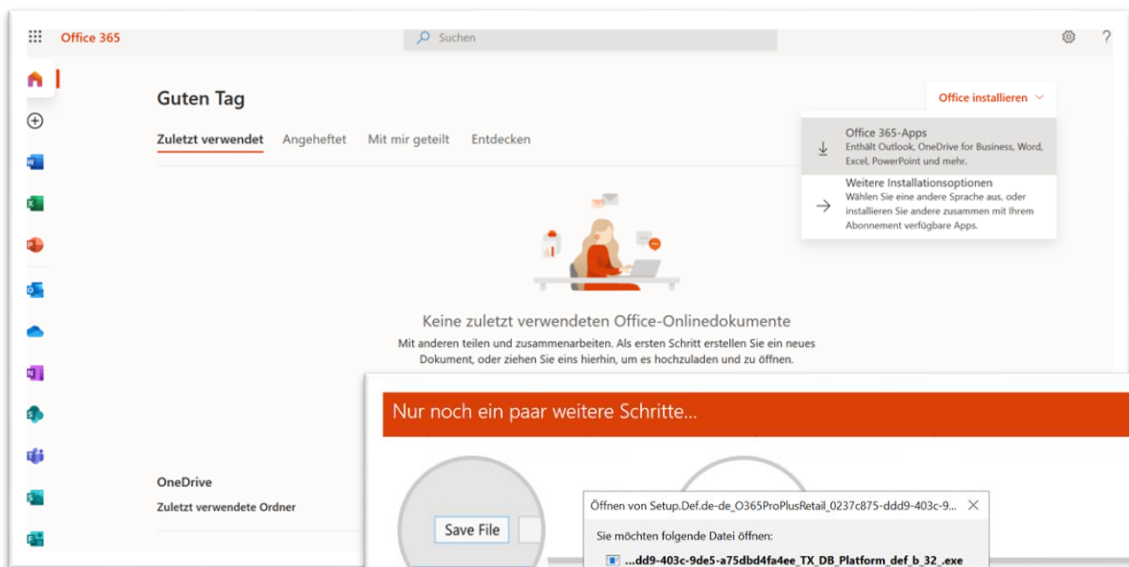 Office 365
Suchen
?
Guten Tag
Office installieren
Zuletzt verwendet Angeheftet Mit mir geteilt Entdecken
Office 365-Apps
Enthält Outlook, OneDrive for Business, Word,
Excel, PowerPoint und mehr.
Weitere Installationsoptionen
Wählen Sie eine andere Sprache aus, oder
installieren Sie andere zusammen mit Ihrem
Abonnement verfügbare Apps.
Keine zuletzt verwendeten Office-Onlinedokumente
Mit anderen teilen und zusammenarbeiten. Als ersten Schritt erstellen Sie ein neues
Dokument, oder ziehen Sie eins hierhin, um es hochzuladen und zu öffnen.
OneDrive
Zuletzt verwendete Ordner
Nur noch ein paar weitere Schritte...
Save File
Öffnen von Setup.Def.de-de_O365ProPlusRetail_0237c875-ddd9-403c-9...
Sie möchten folgende Datei öffnen:
...dd9-403c-9de5-a75dbd4fa4ee_TX_DB_Platform_def_b_32_.exe